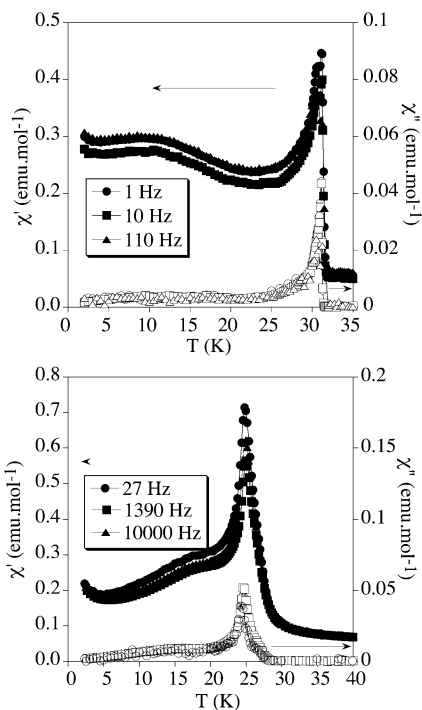 0.5
0.4
0.3
0.2
0.1
0.0
χ' (emu.mol-1)
0.1
0.08
0.06
0.04
0.02
0
χ" (emu.mol-1)
1 Hz
10 Hz
110 Hz
0 5 10 15 20 25 30 35
T (K)
0.8
0.7
0.6
0.5
0.4
0.3
0.2
0.1
0.0
χ' (emu.mol-1)
0.2
0.15
0.1
0.05
0
χ" (emu.mol-1)
27 Hz
1390 Hz
10000 Hz
0 5 10 15 20 25 30 35 40
T (K)